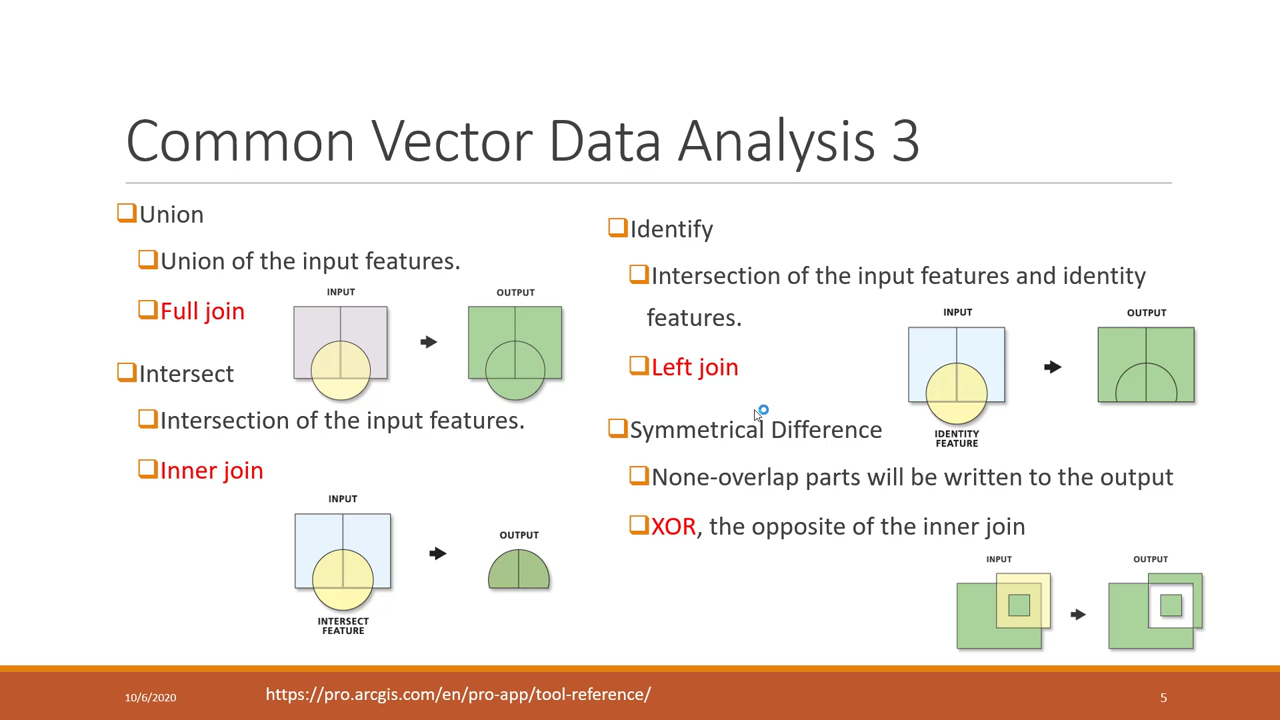 Common Vector Data Analysis 3
Union
Union of the input features.
Full join
INPUT
OUTPUT
Intersect
Intersection of the input features.
Inner join
INPUT
OUTPUT
INTERSECT
FEATURE
Identify
Intersection of the input features and identity
features.
Left join
INPUT
OUTPUT
IDENTITY
FEATURE
Symmetrical Difference
None-overlap parts will be written to the output
XOR, the opposite of the inner join
INPUT
OUTPUT
10/6/2020
https://pro.arcgis.com/en/pro-app/tool-reference/
5